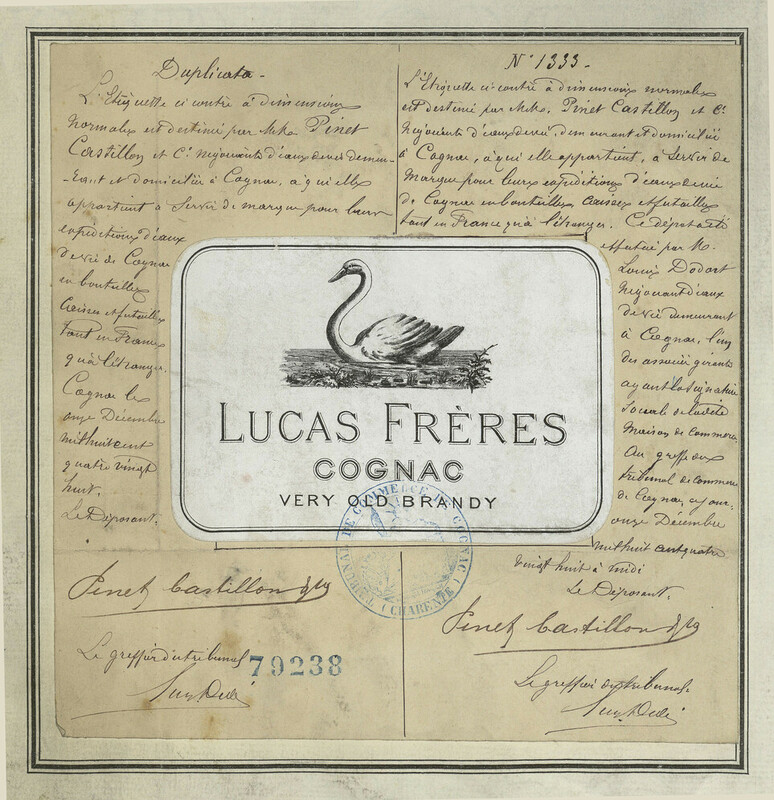 Duplicata -
L'Etiquette ci contre à dimensions
normales est destinée par M.M.
Pinet
Castillon et Cie négociants d'eaux de vie demeu-
-rant et domiciliés à Cognac, à qui elle
appartient à servir de marque pour leurs
expéditions d'eaux
de vie de Cognac
en bouteilles
Caisses et futailles
tant en France
qu'à l'étranger.
Cognac le
onze Décembre
mil huit cent
quatre vingt
huit.
Le Déposant.
Pinet Castillon & Cie
Le greffier du tribunal
79238
N° 1333 -
L'Etiquette ci contre à dimensions normales
est destinée par M.M. Pinet Castillon et Cie
Négociants d'eaux de vie, demeurant et domiciliés
à Cognac, à qui elle appartient, à servir de
Marque pour leurs expéditions d'eaux de vie
de Cognac en bouteilles caisses et futailles
tant en France qu'à l'étranger. Ce dépôt a été
effectué par M.
Louis Dodart
Négociant d'eaux
de vie demeurant
à Cognac, l'un
des associés gérants
ayant la signature
Sociale de la dite
Maison de Commerce
Au greffe du
tribunal de Commerce
de Cognac, ce jour,
onze Décembre
mil huit cent quatre
vingt huit à midi
Le Déposant.
Pinet Castillon & Cie
Le greffier du tribunal
LUCAS FRÈRES
COGNAC
VERY OLD BRANDY
TRIBUNAL DE COMMERCE DE COGNAC (CHARENTE)